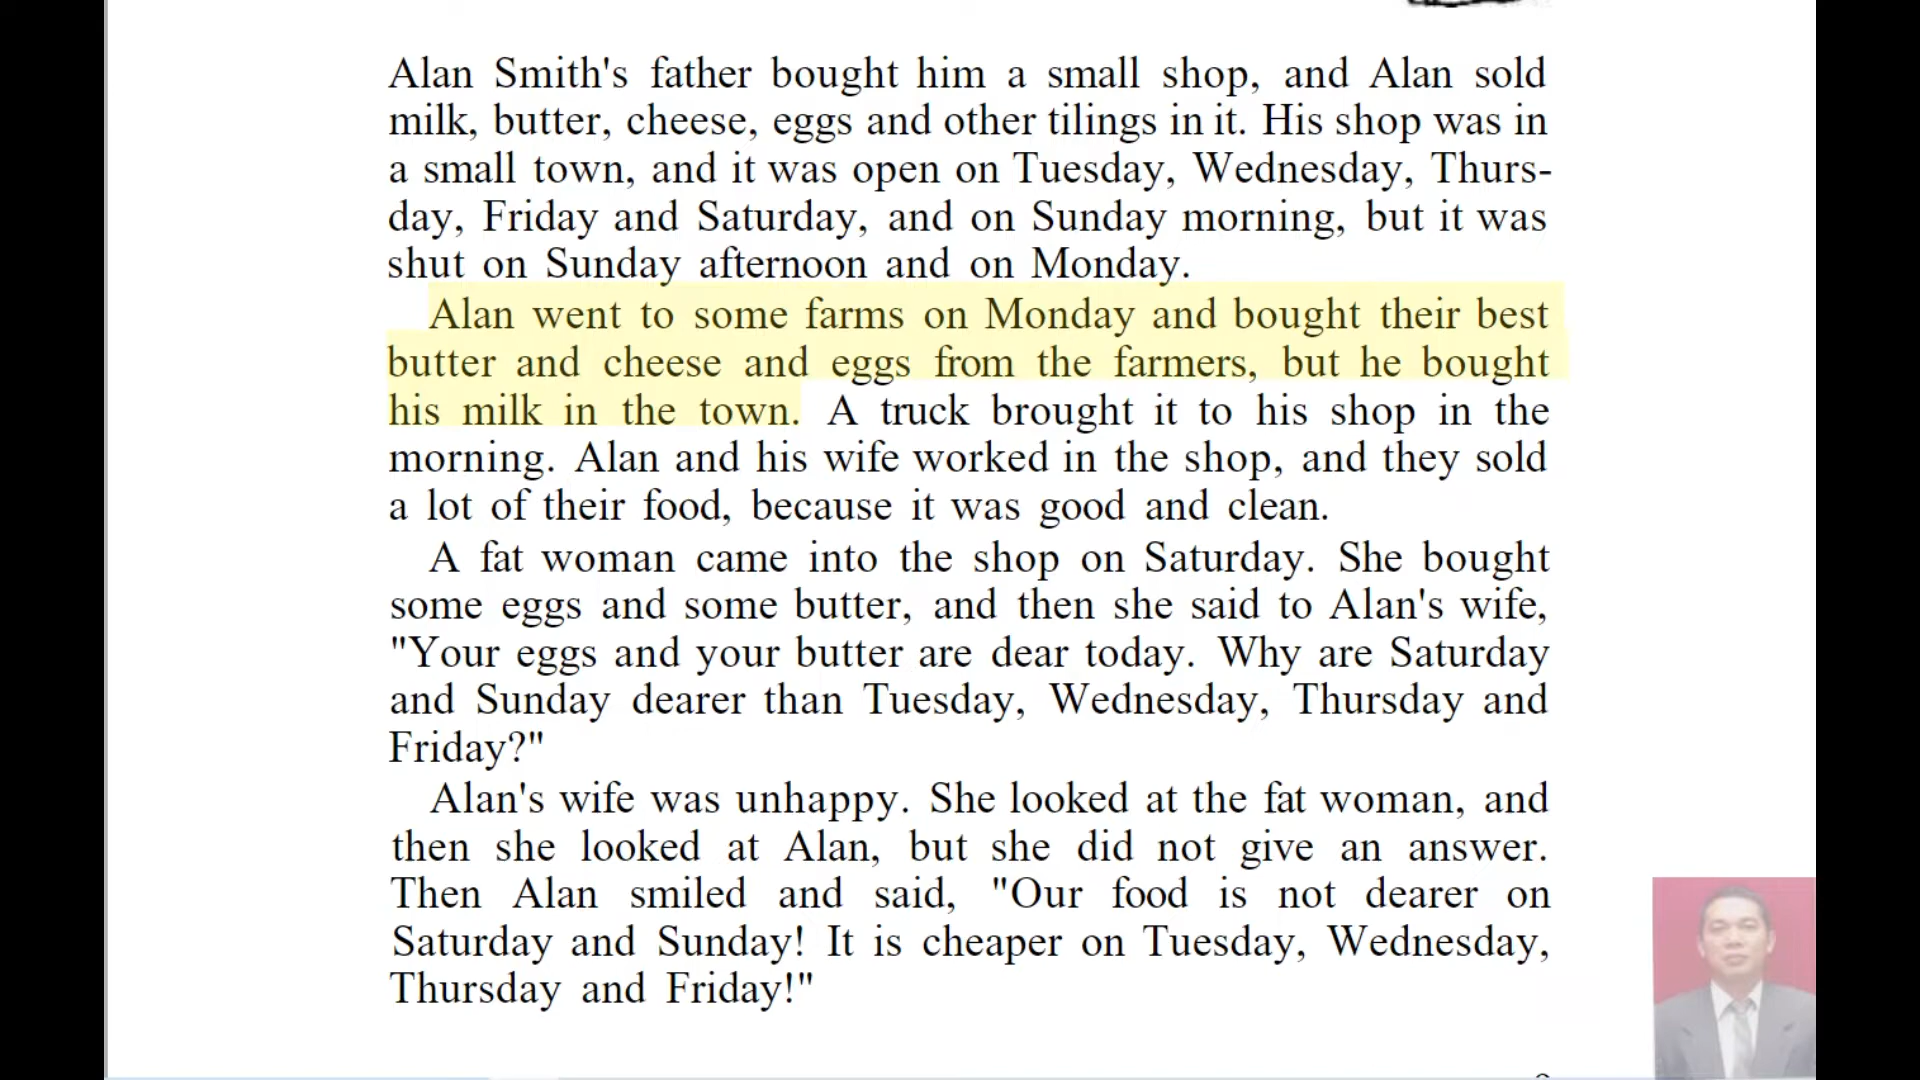 Alan Smith's father bought him a small shop, and Alan sold
milk, butter, cheese, eggs and other tilings in it. His shop was in
a small town, and it was open on Tuesday, Wednesday, Thurs-
day, Friday and Saturday, and on Sunday morning, but it was
shut on Sunday afternoon and on Monday.
Alan went to some farms on Monday and bought their best
butter and cheese and eggs from the farmers, but he bought
his milk in the town. A truck brought it to his shop in the
morning. Alan and his wife worked in the shop, and they sold
a lot of their food, because it was good and clean.
A fat woman came into the shop on Saturday. She bought
some eggs and some butter, and then she said to Alan's wife,
"Your eggs and your butter are dear today. Why are Saturday
and Sunday dearer than Tuesday, Wednesday, Thursday and
Friday?"
Alan's wife was unhappy. She looked at the fat woman, and
then she looked at Alan, but she did not give an answer.
Then Alan smiled and said, "Our food is not dearer on
Saturday and Sunday! It is cheaper on Tuesday, Wednesday,
Thursday and Friday!"